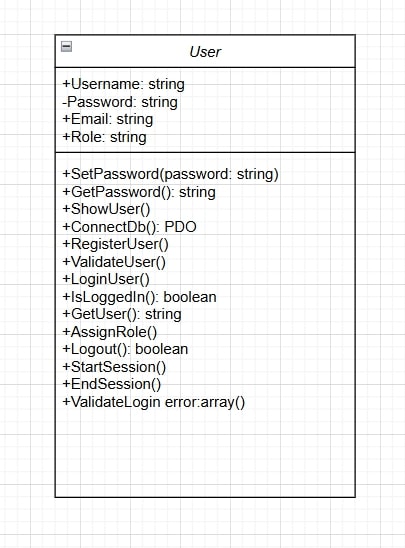 User
+Username: string
-Password: string
+Email: string
+Role: string
+SetPassword(password: string)
+GetPassword(): string
+ShowUser()
+ConnectDb(): PDO
+RegisterUser()
+ValidateUser()
+LoginUser()
+IsLoggedIn(): boolean
+GetUser(): string
+AssignRole()
+Logout(): boolean
+StartSession()
+EndSession()
+ValidateLogin error:array()